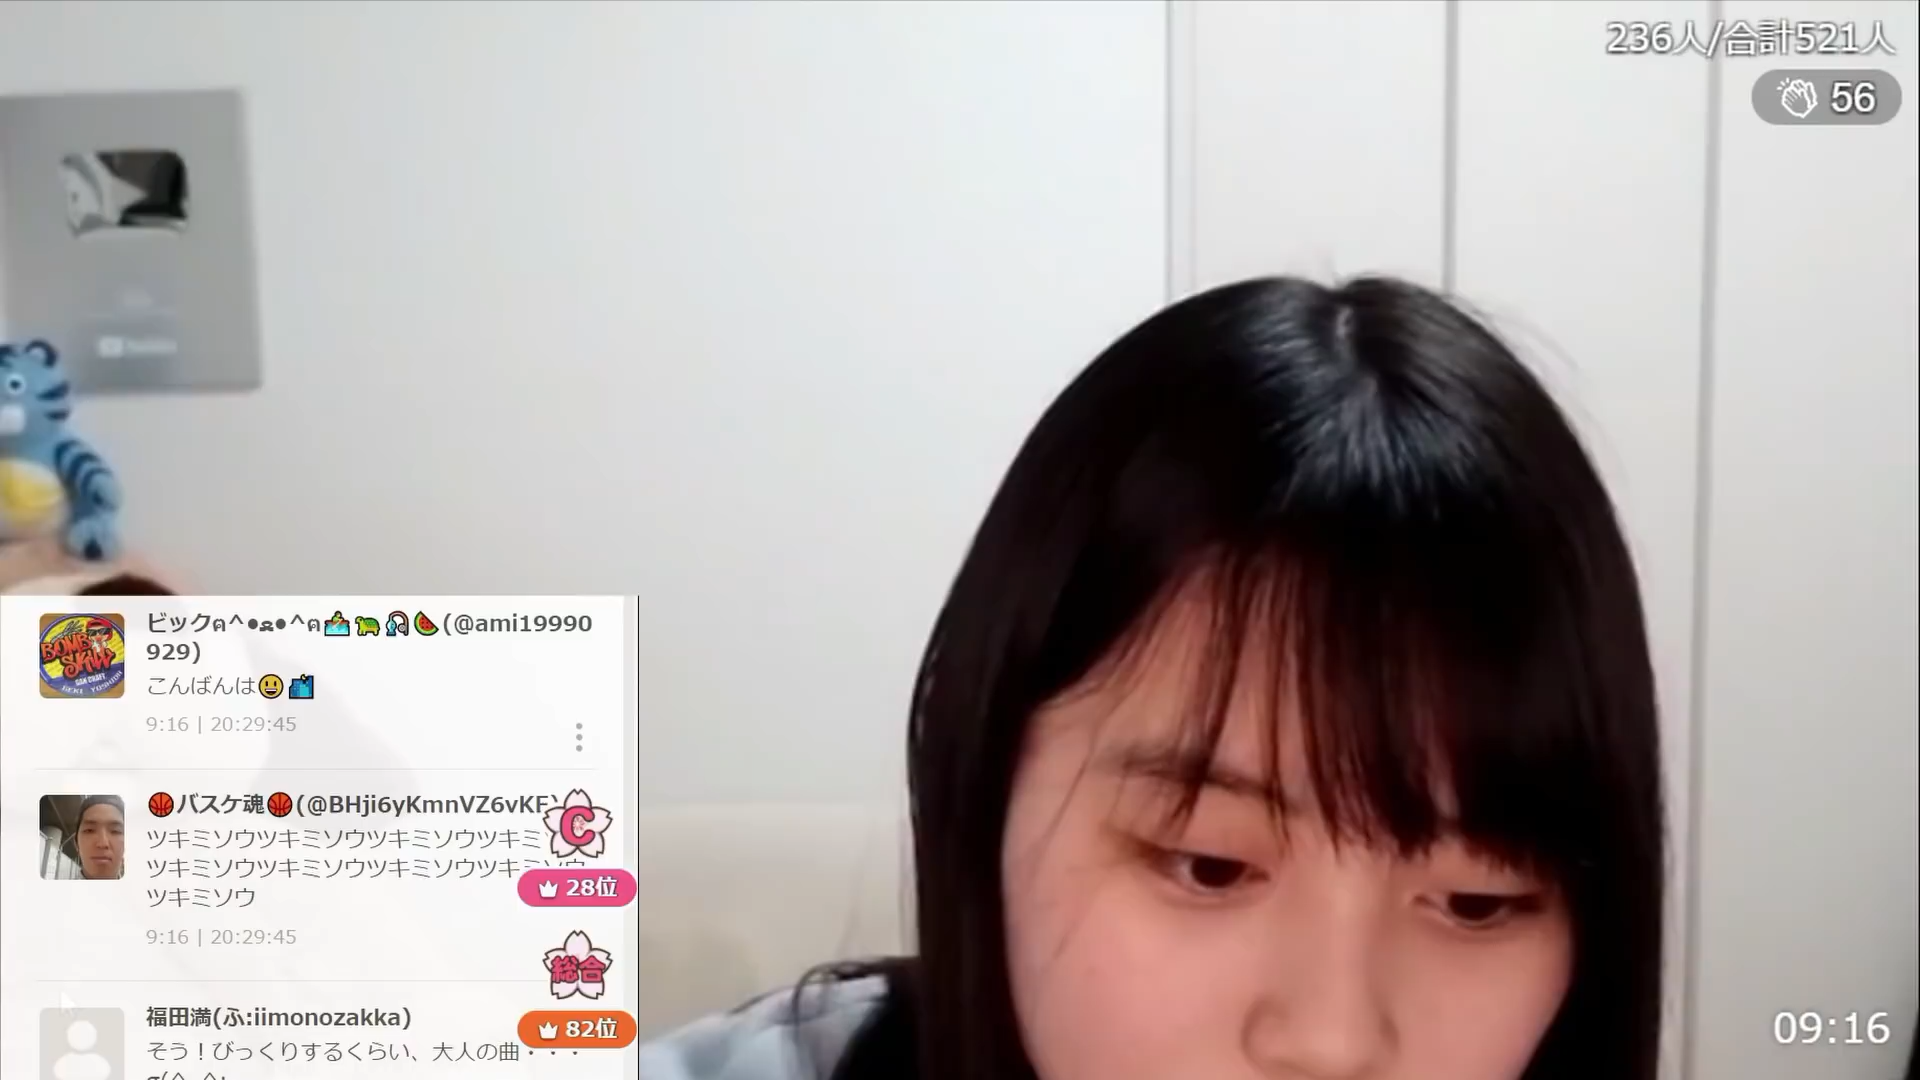 236人/合計521人
56
ビックฅ^•ﻌ•^ฅ🏄🐢🎧🍉(@ami19990
929)
こんばんは😃
9:16 | 20:29:45
🏀バスケ魂🏀(@BHji6yKmnVZ6vKF
ツキミソウツキミソウツキミソウツキミ
ツキミソウツキミソウツキミソウツキミソウ
ツキミソウ
9:16 | 20:29:45
C
28位
総合
福田満(ふ:iimonozakka)
そう！びっくりするくらい、大人の曲・・・
82位
09:16
BOMB
SKiLL